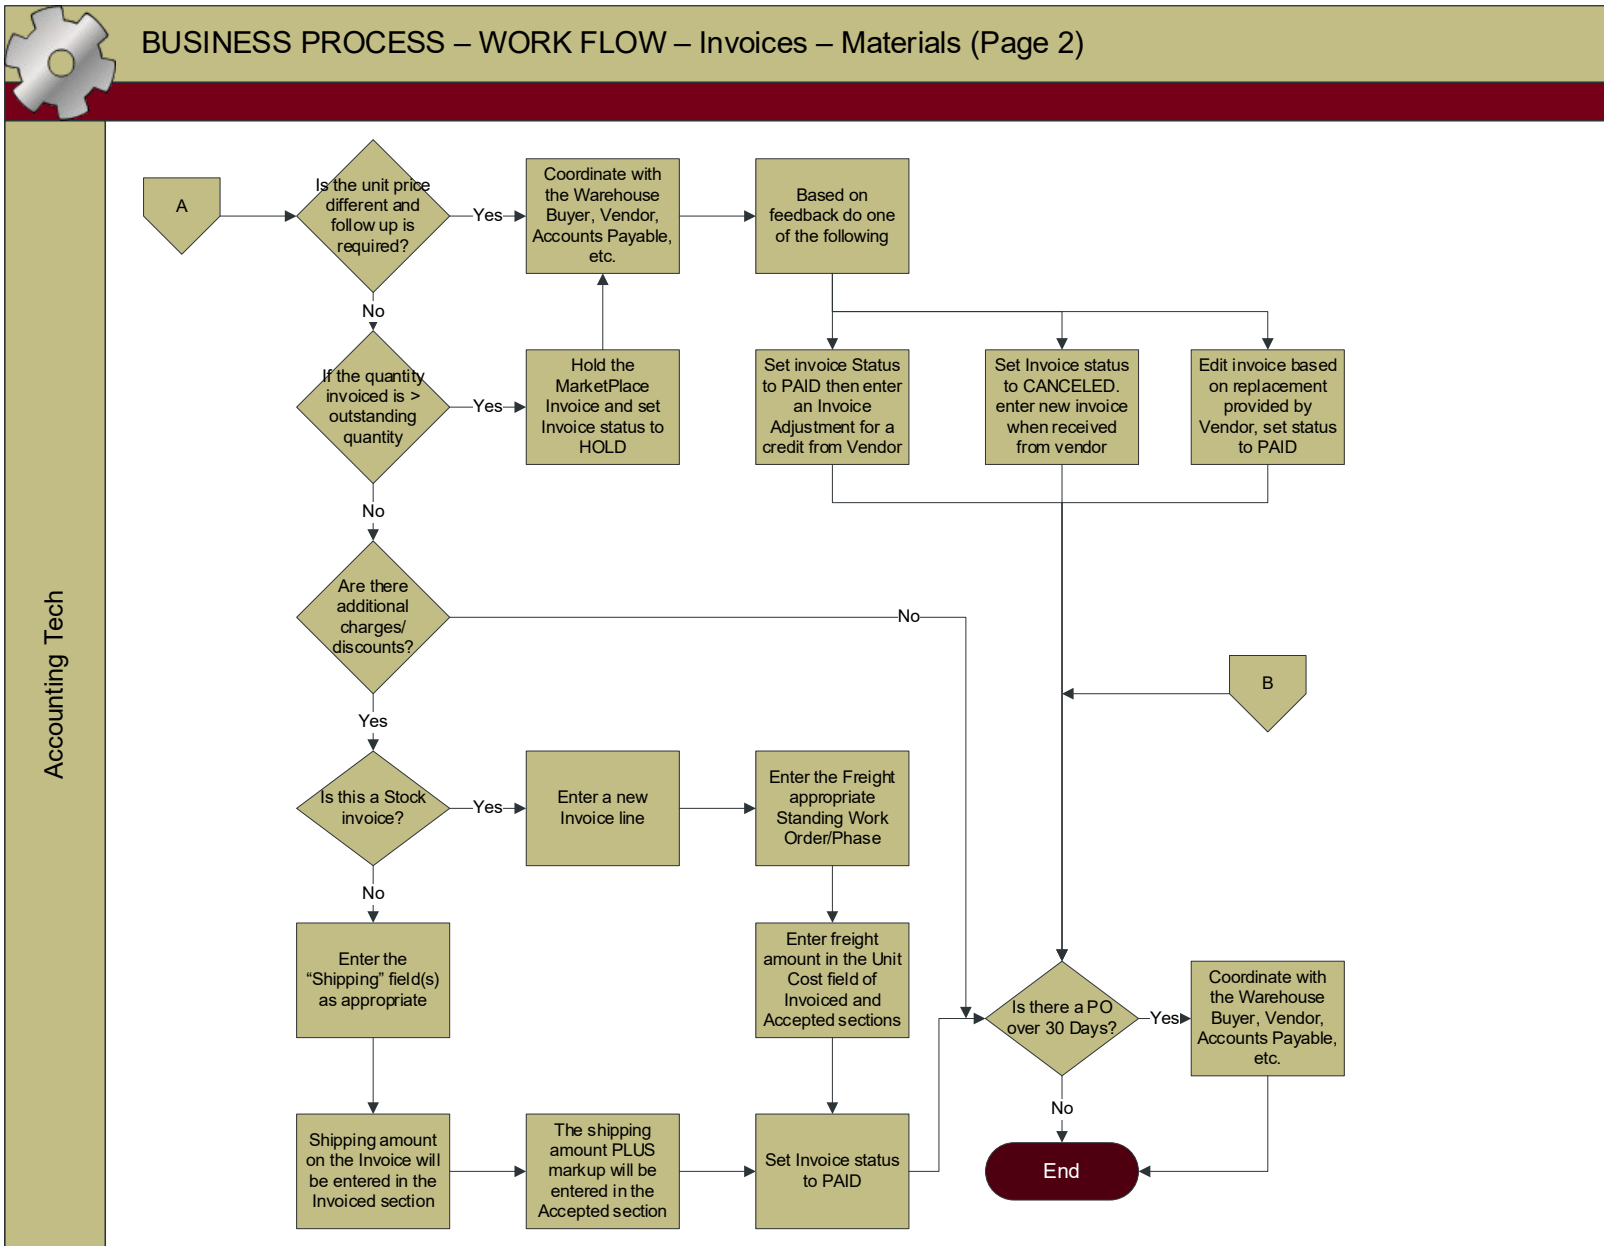 BUSINESS PROCESS – WORK FLOW – Invoices – Materials (Page 2)
Accounting Tech
A
Is the unit price
different and
follow up is
required?
Yes
Coordinate with
the Warehouse
Buyer, Vendor,
Accounts Payable,
etc.
Based on
feedback do one
of the following
No
If the quantity
invoiced is >
outstanding
quantity
Yes
Hold the
MarketPlace
Invoice and set
Invoice status to
HOLD
Set invoice Status
to PAID then enter
an Invoice
Adjustment for a
credit from Vendor
Set Invoice status
to CANCELED.
enter new invoice
when received
from vendor
Edit invoice based
on replacement
provided by
Vendor, set status
to PAID
No
Are there
additional
charges/
discounts?
No
B
Yes
Is this a Stock
invoice?
Yes
Enter a new
Invoice line
Enter the Freight
appropriate
Standing Work
Order/Phase
No
Enter the
“Shipping” field(s)
as appropriate
Enter freight
amount in the Unit
Cost field of
Invoiced and
Accepted sections
Is there a PO
over 30 Days?
Yes
Coordinate with
the Warehouse
Buyer, Vendor,
Accounts Payable,
etc.
No
Shipping amount
on the Invoice will
be entered in the
Invoiced section
The shipping
amount PLUS
markup will be
entered in the
Accepted section
Set Invoice status
to PAID
End